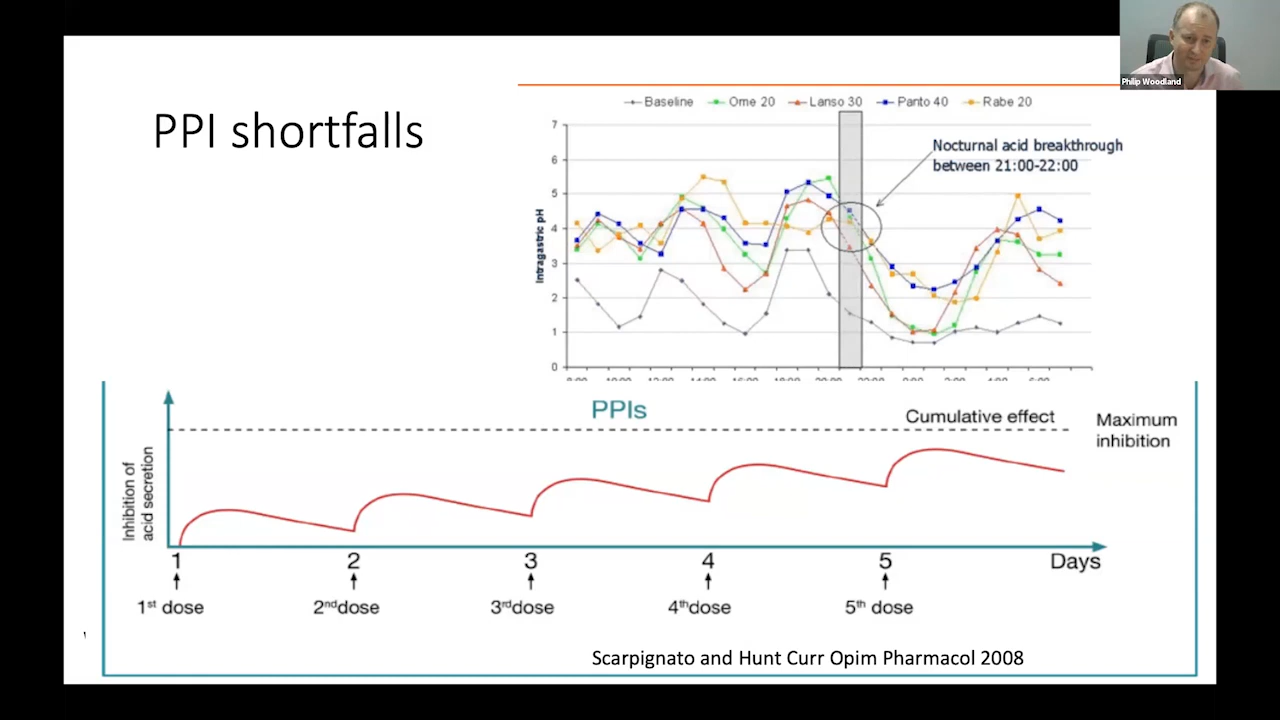 Philip Woodland
PPI shortfalls
Baseline Ome 20 Lanso 30 Panto 40 Rabe 20
Nocturnal acid breakthrough
between 21:00-22:00
Intragastric pH
7
6
5
4
3
2
1
0
PPIs
Cumulative effect
Maximum
inhibition
Inhibition of
acid secretion
1 2 3 4 5 Days
1st dose 2nd dose 3rd dose 4th dose 5th dose
Scarpignato and Hunt Curr Opim Pharmacol 2008